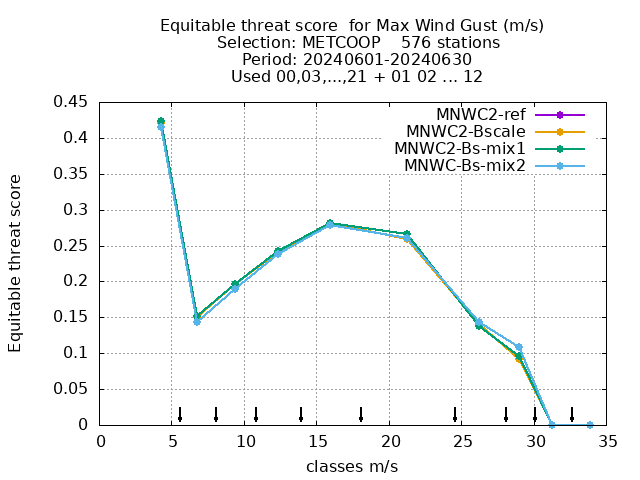 Equitable threat score  for Max Wind Gust (m/s)
Selection: METCOOP    576 stations
Period: 20240601-20240630
Used 00,03,...,21 + 01 02 ... 12
MNWC2-ref
MNWC2-Bscale
MNWC2-Bs-mix1
MNWC-Bs-mix2
Equitable threat score
0.45
0.4
0.35
0.3
0.25
0.2
0.15
0.1
0.05
0
0 5 10 15 20 25 30 35
classes m/s